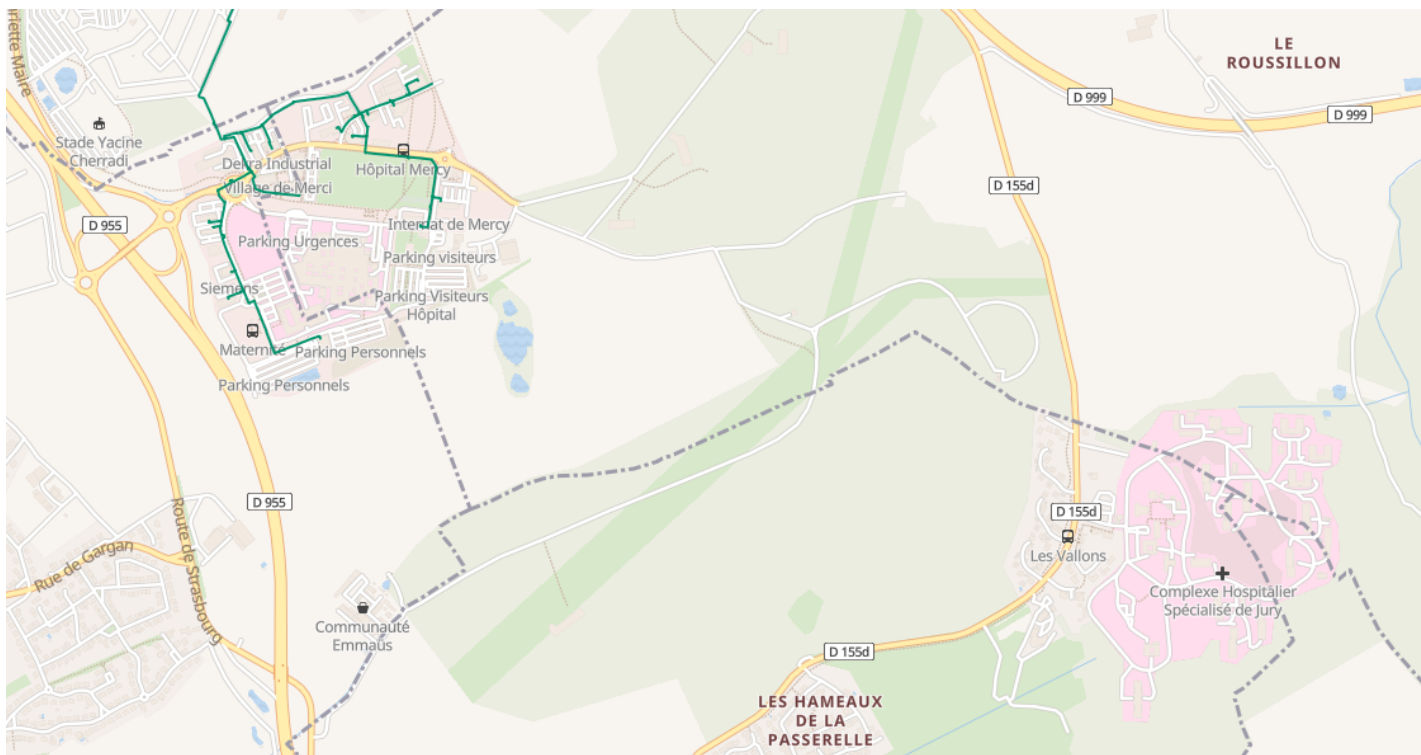 riette Maire
LE
ROUSSILLON
D 999
D 999
Stade Yacine
Cherradi
Dekra Industrial
Hôpital Mercy
Village de Merci
D 155d
D 955
Internat de Mercy
Parking Urgences
Parking visiteurs
Siemens
Parking Visiteurs
Hôpital
Maternité
Parking Personnels
Parking Personnels
D 955
D 155d
Route de Strasbourg
Rue de Gargan
Les Vallons
Complexe Hospitalier
Spécialisé de Jury
Communauté
Emmaüs
D 155d
LES HAMEAUX
DE LA
PASSERELLE